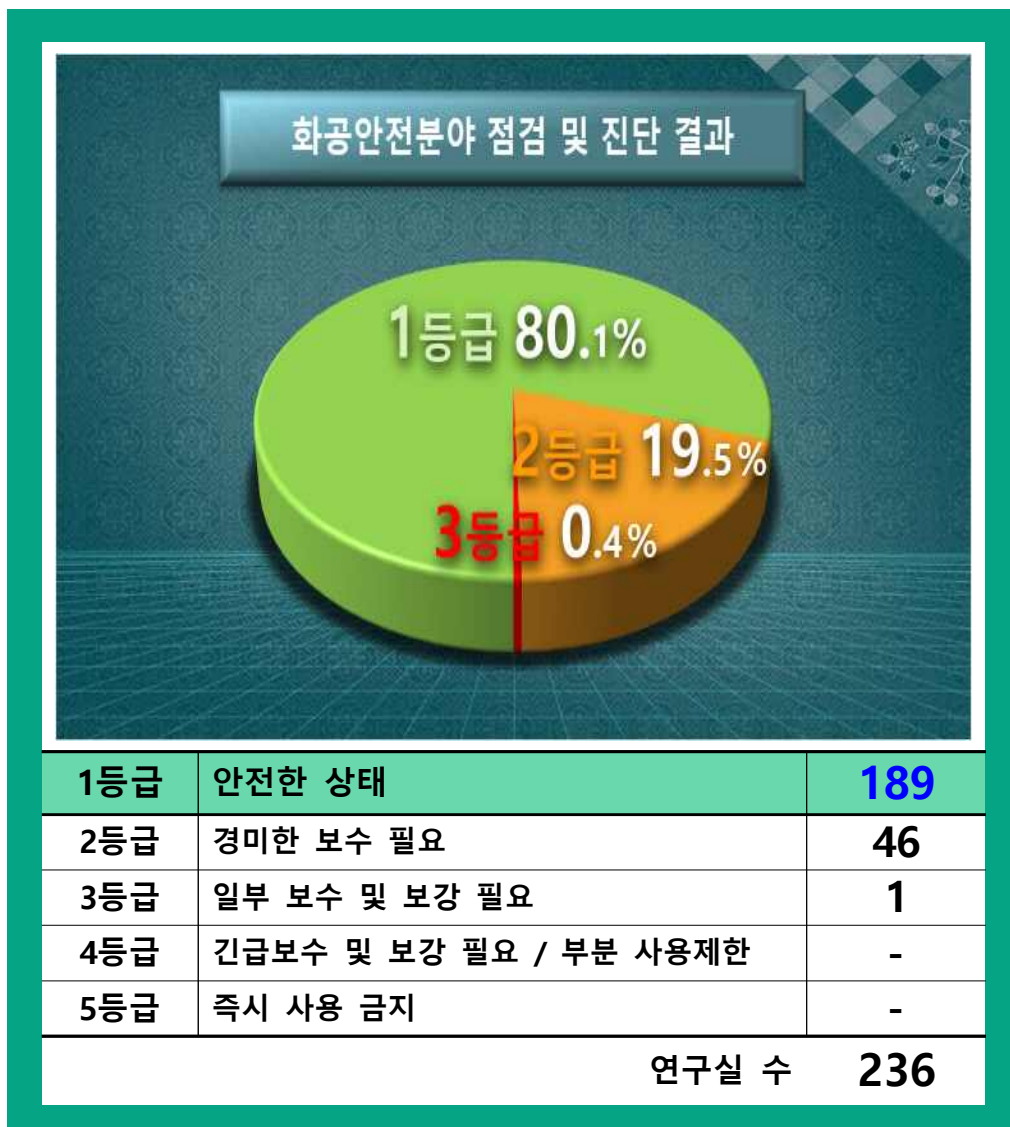 화공안전분야 점검 및 진단 결과
1등급 80.1%
2등급 19.5%
3등급 0.4%
1등급 안전한 상태 189
2등급 경미한 보수 필요 46
3등급 일부 보수 및 보강 필요 1
4등급 긴급보수 및 보강 필요 / 부분 사용제한 -
5등급 즉시 사용 금지 -
연구실 수 236